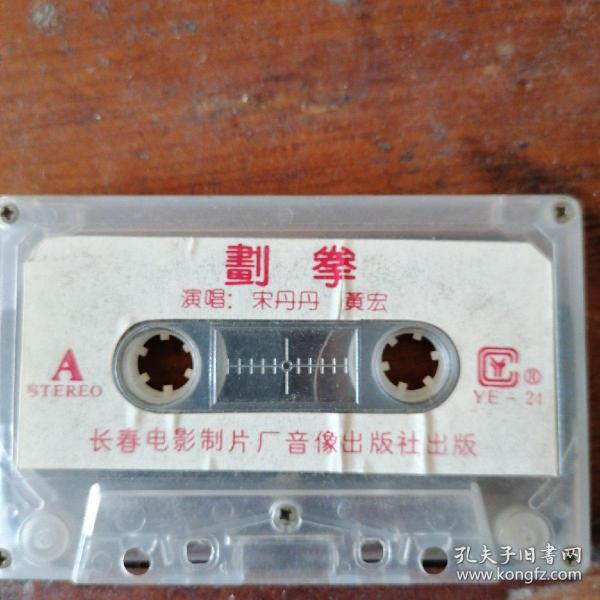 劃拳
演唱: 宋丹丹 黄宏
A
STEREO
®
YE-24
长春电影制片厂音像出版社出版
孔夫子旧书网
www.kongfz.com